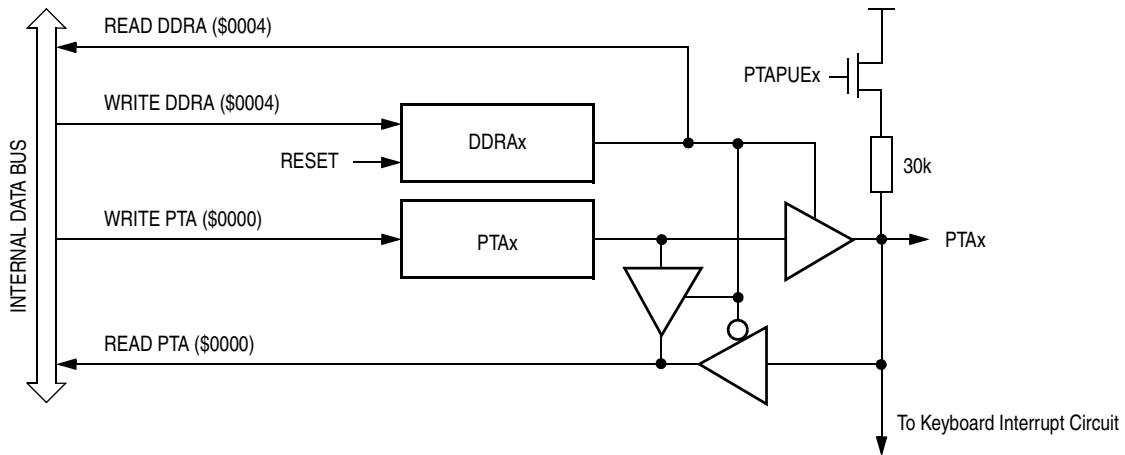 READ DDRA ($0004)
PTAPUEx
WRITE DDRA ($0004)
DDRAx
RESET
30k
INTERNAL DATA BUS
WRITE PTA ($0000)
PTAx
PTAx
READ PTA ($0000)
To Keyboard Interrupt Circuit